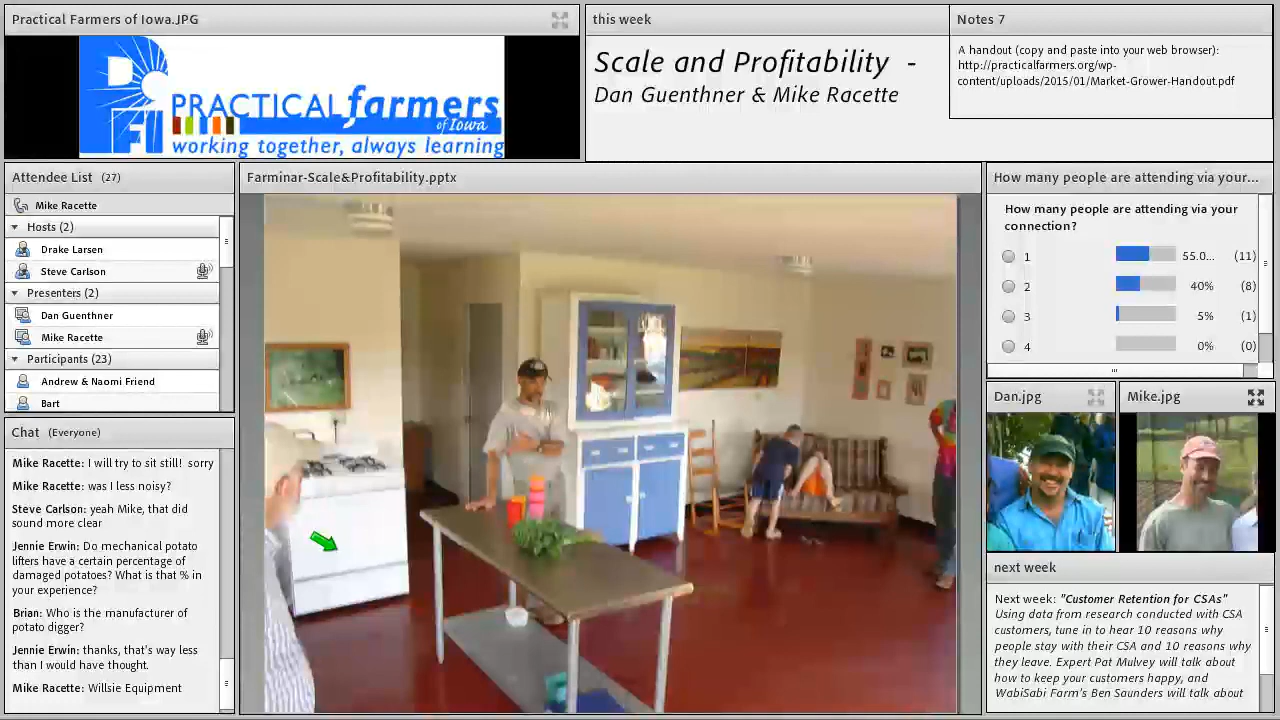 Practical Farmers of Iowa.JPG
PRACTICAL farmers
of Iowa
PFI
working together, always learning
this week
Scale and Profitability -
Dan Guenthner & Mike Racette
Notes 7
A handout (copy and paste into your web browser):
http://practicalfarmers.org/wp-
content/uploads/2015/01/Market-Grower-Handout.pdf
Attendee List (27)
Mike Racette
Hosts (2)
Drake Larsen
Steve Carlson
Presenters (2)
Dan Guenthner
Mike Racette
Participants (23)
Andrew & Naomi Friend
Bart
Chat (Everyone)
Mike Racette: I will try to sit still! sorry
Mike Racette: was I less noisy?
Steve Carlson: yeah Mike, that did
sound more clear
Jennie Erwin: Do mechanical potato
lifters have a certain percentage of
damaged potatoes? What is that % in
your experience?
Brian: Who is the manufacturer of
potato digger?
Jennie Erwin: thanks, that's way less
than I would have thought.
Mike Racette: Willsie Equipment
Farminar-Scale&Profitability.pptx
How many people are attending via your...
How many people are attending via your
connection?
1 55.0... (11)
2 40% (8)
3 5% (1)
4 0% (0)
Dan.jpg
Mike.jpg
next week
Next week: "Customer Retention for CSAs"
Using data from research conducted with CSA
customers, tune in to hear 10 reasons why
people stay with their CSA and 10 reasons why
they leave. Expert Pat Mulvey will talk about
how to keep your customers happy, and
WabiSabi Farm's Ben Saunders will talk about